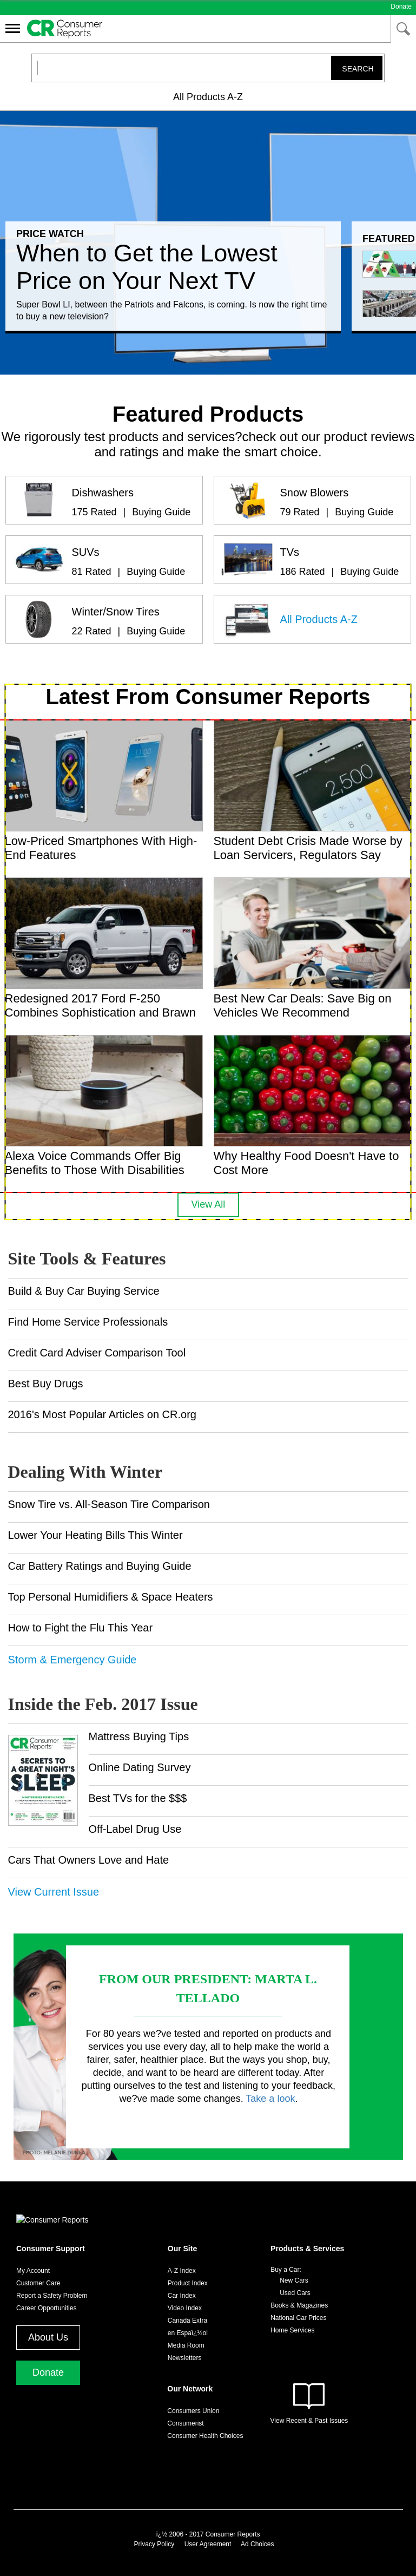 Donate
CR Consumer Reports
SEARCH
All Products A-Z
PRICE WATCH
When to Get the Lowest
Price on Your Next TV
Super Bowl LI, between the Patriots and Falcons, is coming. Is now the right time
to buy a new television?
FEATURED
Featured Products
We rigorously test products and services?check out our product reviews
and ratings and make the smart choice.
Dishwashers
175 Rated | Buying Guide
Snow Blowers
79 Rated | Buying Guide
SUVs
81 Rated | Buying Guide
TVs
186 Rated | Buying Guide
Winter/Snow Tires
22 Rated | Buying Guide
All Products A-Z
Latest From Consumer Reports
2,500
Low-Priced Smartphones With High-
End Features
Student Debt Crisis Made Worse by
Loan Servicers, Regulators Say
Redesigned 2017 Ford F-250
Combines Sophistication and Brawn
Best New Car Deals: Save Big on
Vehicles We Recommend
Alexa Voice Commands Offer Big
Benefits to Those With Disabilities
Why Healthy Food Doesn't Have to
Cost More
View All
Site Tools & Features
Build & Buy Car Buying Service
Find Home Service Professionals
Credit Card Adviser Comparison Tool
Best Buy Drugs
2016's Most Popular Articles on CR.org
Dealing With Winter
Snow Tire vs. All-Season Tire Comparison
Lower Your Heating Bills This Winter
Car Battery Ratings and Buying Guide
Top Personal Humidifiers & Space Heaters
How to Fight the Flu This Year
Storm & Emergency Guide
Inside the Feb. 2017 Issue
CR Consumer Reports
SECRETS TO
A GREAT NIGHT'S
SLEEP
Mattress Buying Tips
Online Dating Survey
Best TVs for the $$$
Off-Label Drug Use
Cars That Owners Love and Hate
View Current Issue
FROM OUR PRESIDENT: MARTA L.
TELLADO
For 80 years we?ve tested and reported on products and
services you use every day, all to help make the world a
fairer, safer, healthier place. But the ways you shop, buy,
decide, and want to be heard are different today. After
putting ourselves to the test and listening to your feedback,
we?ve made some changes. Take a look.
Consumer Reports
Consumer Support
My Account
Customer Care
Report a Safety Problem
Career Opportunities
About Us
Donate
Our Site
A-Z Index
Product Index
Car Index
Video Index
Canada Extra
en Espaï¿½ol
Media Room
Newsletters
Products & Services
Buy a Car:
New Cars
Used Cars
Books & Magazines
National Car Prices
Home Services
Our Network
Consumers Union
Consumerist
Consumer Health Choices
View Recent & Past Issues
ï¿½ 2006 - 2017 Consumer Reports
Privacy Policy User Agreement Ad Choices